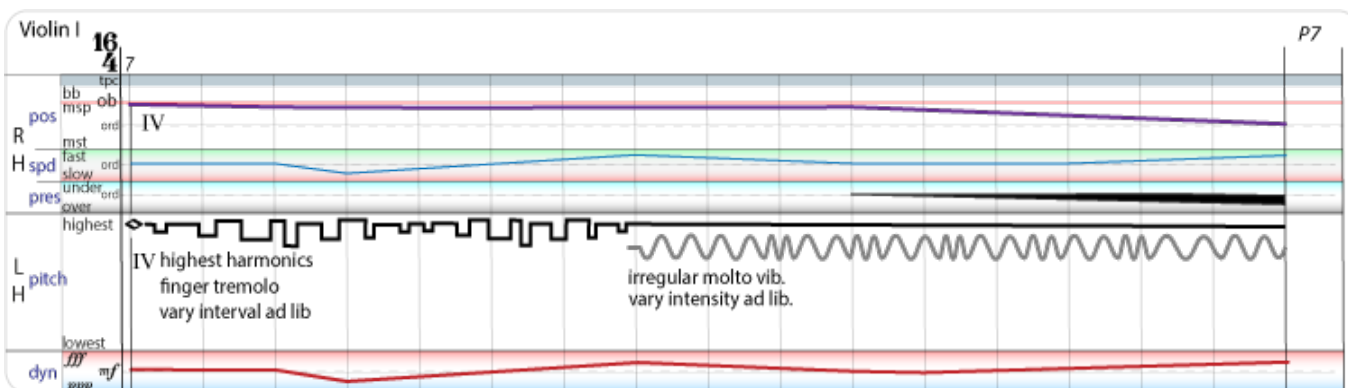 Violin I
16
4
7
P7
tpc
bb
msp
ob
pos
ord
IV
R
mst
H
fast
spd
ord
slow
under
pres
ord
over
highest
IV highest harmonics
finger tremolo
vary interval ad lib
irregular molto vib.
vary intensity ad lib.
L
pitch
H
lowest
fff
dyn
mf
ppp